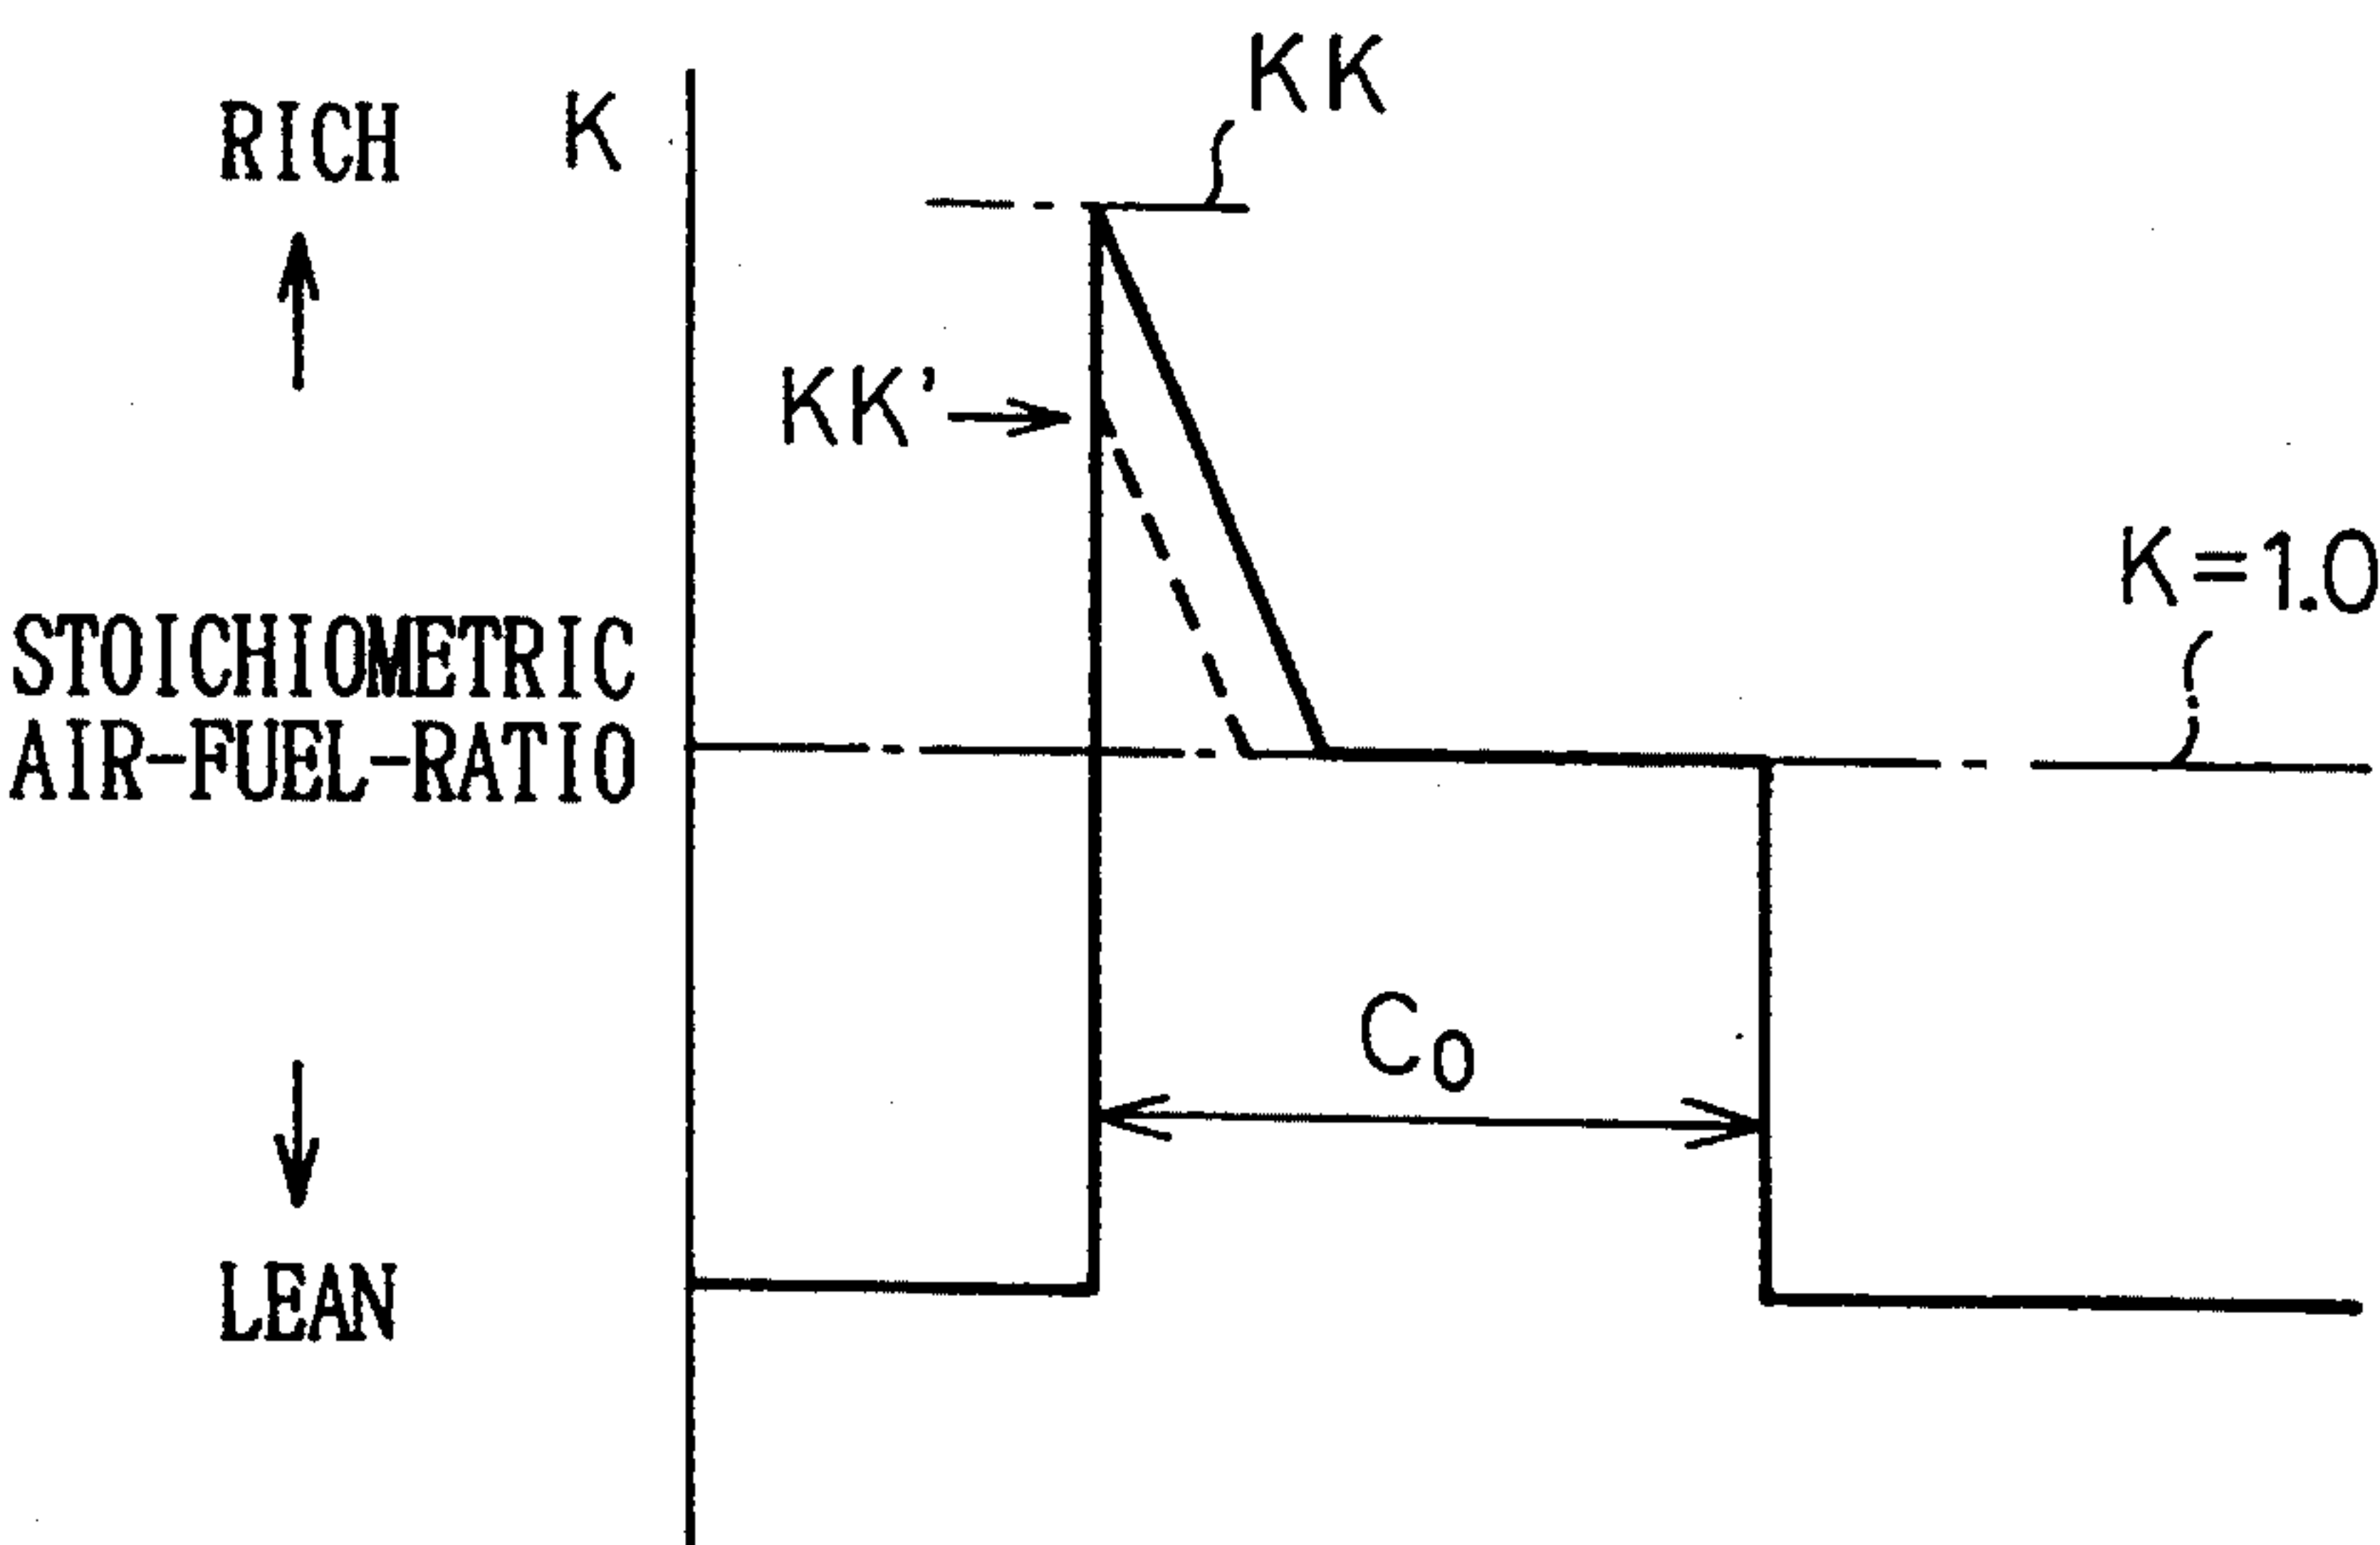 KK
RICH K
KK'
K=1.0
STOICHIOMETRIC
AIR-FUEL-RATIO
C0
LEAN